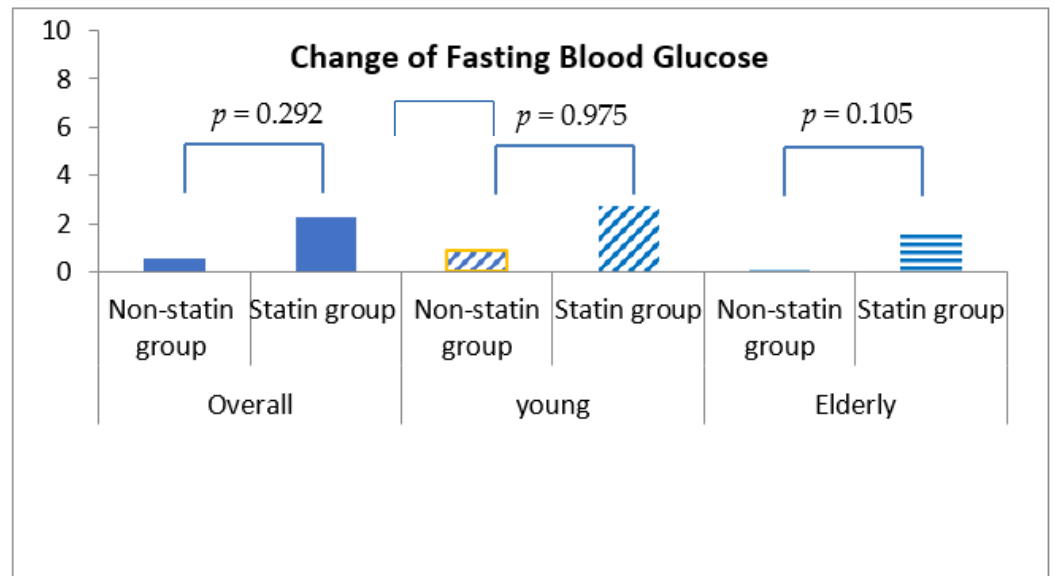 Change of Fasting Blood Glucose
10
8
6
4
2
0
p = 0.292
p = 0.975
p = 0.105
Non-statin
group
Statin group
Non-statin
group
Statin group
Non-statin
group
Statin group
Overall
young
Elderly